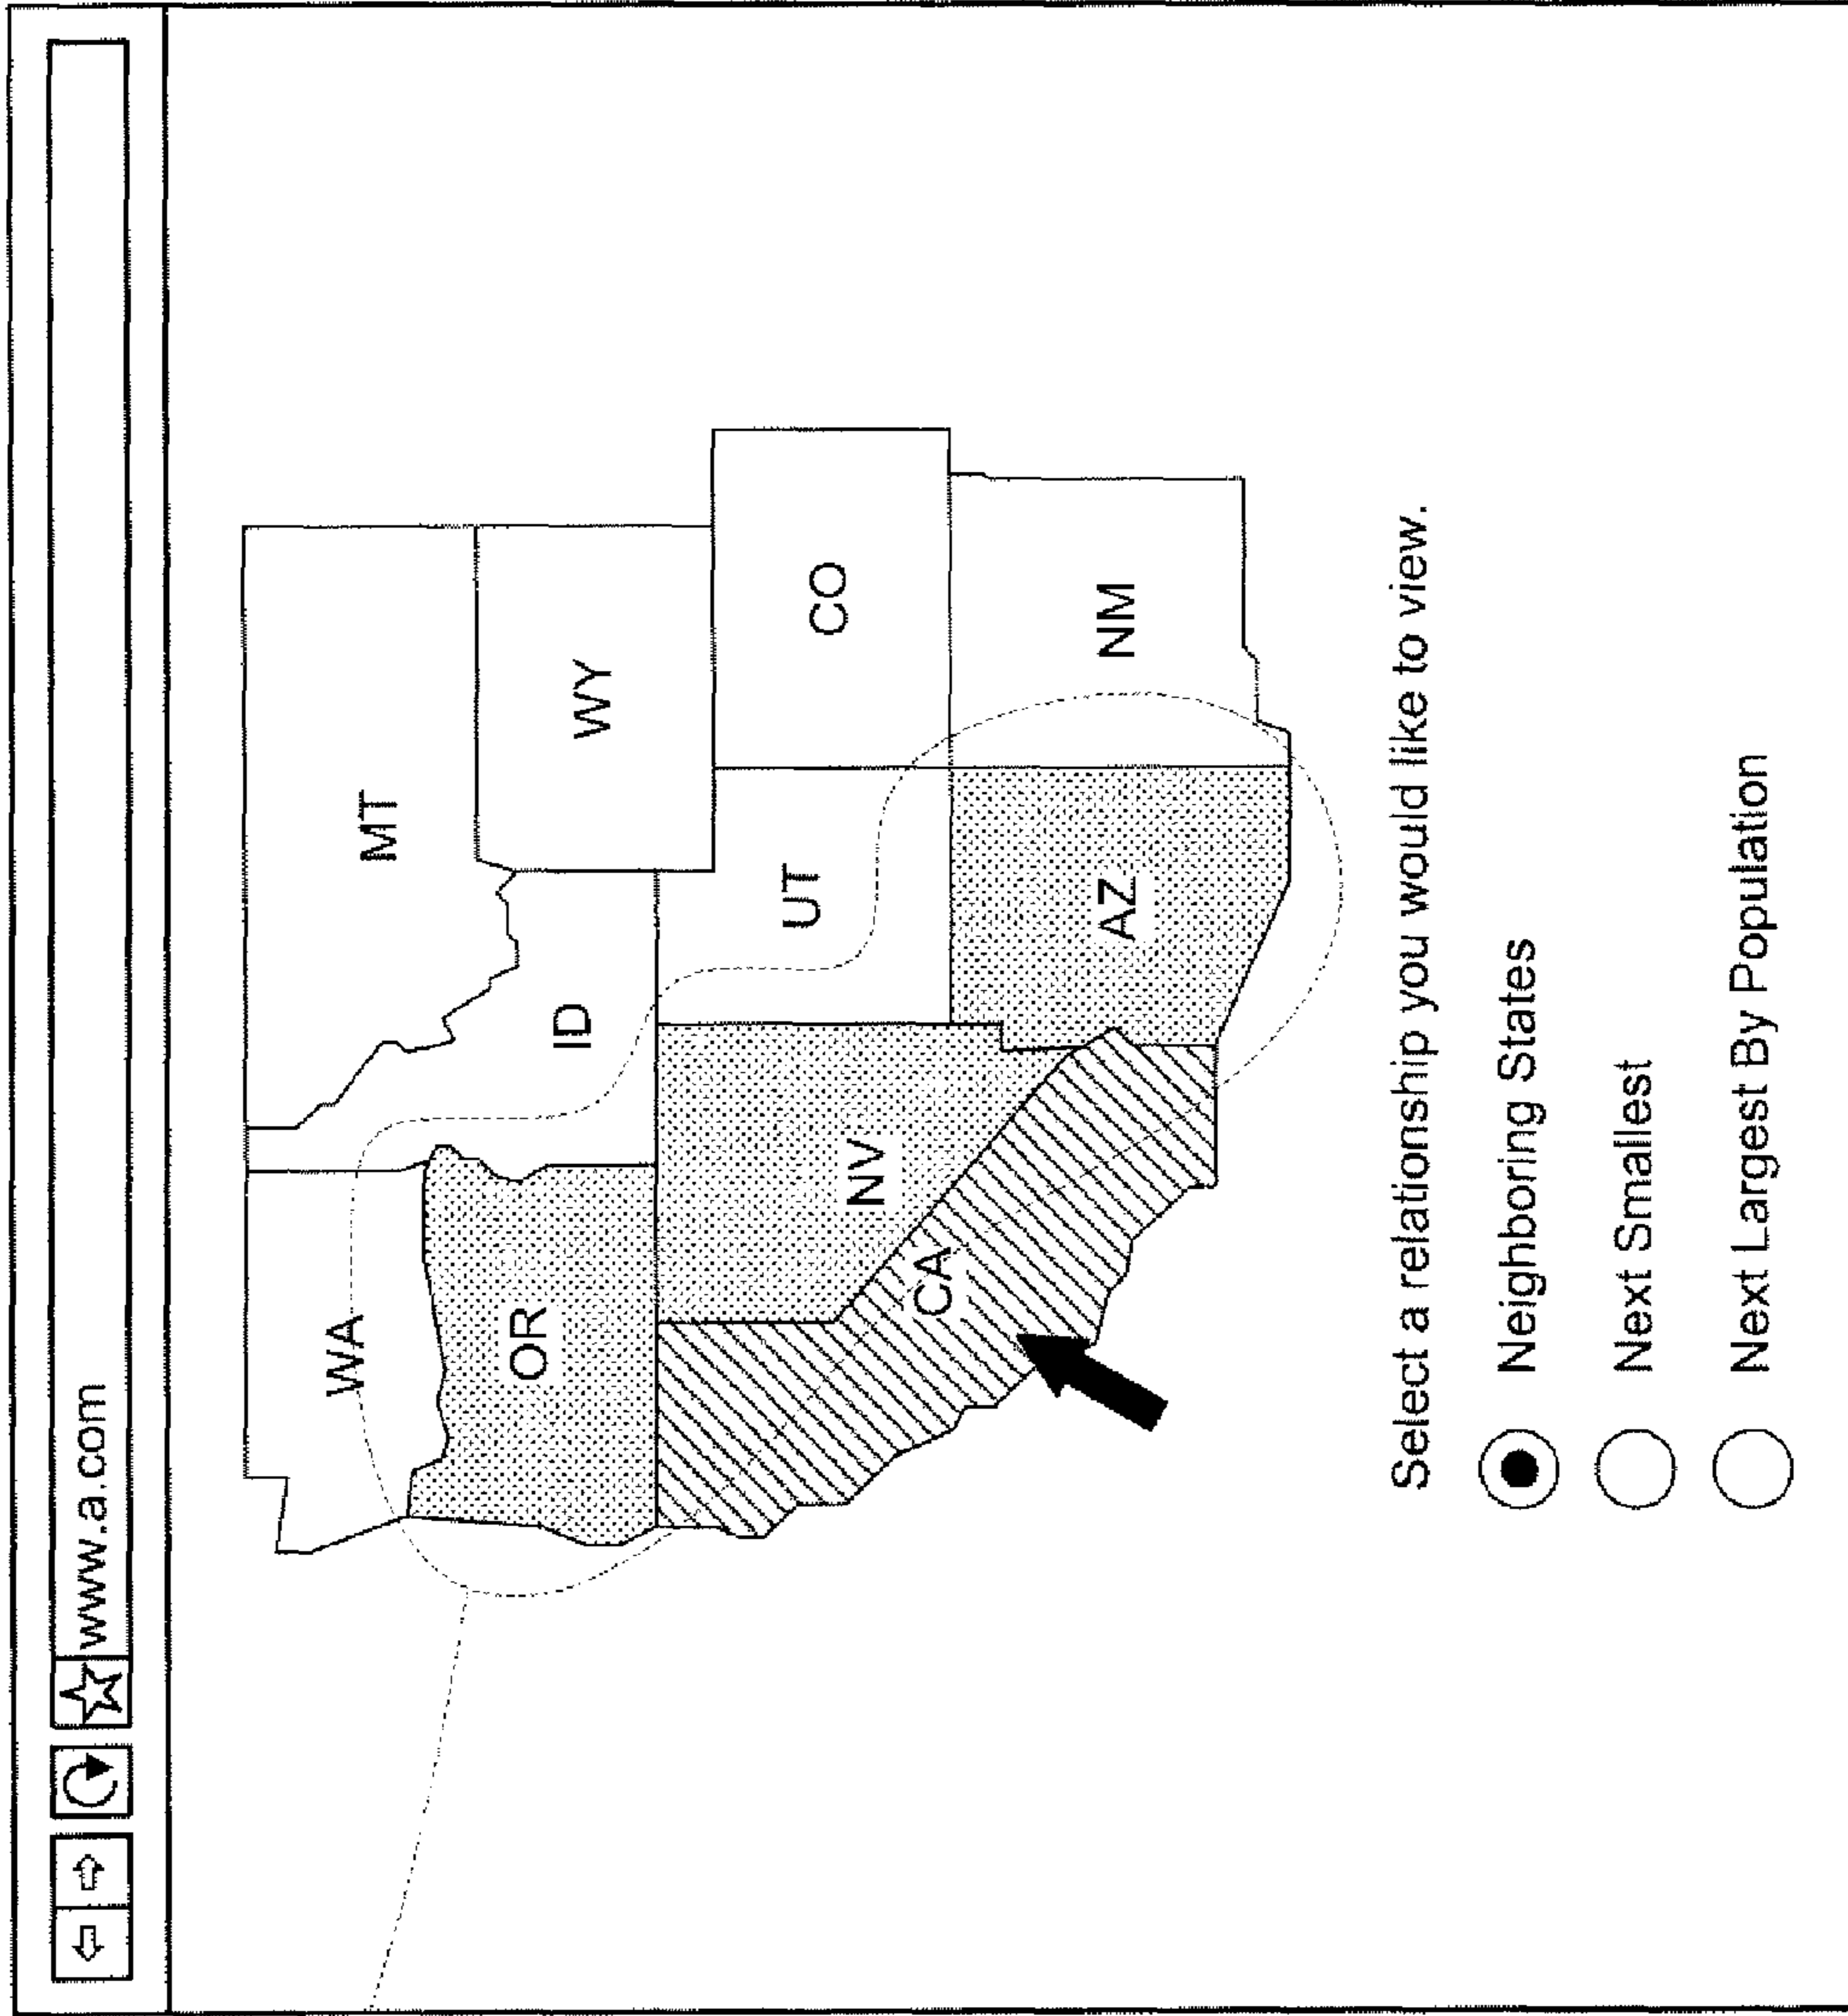 www.a.com
WA
MT
OR
ID
WY
NV
UT
CO
CA
AZ
NM
Select a relationship you would like to view.
Neighboring States
Next Smallest
Next Largest By Population